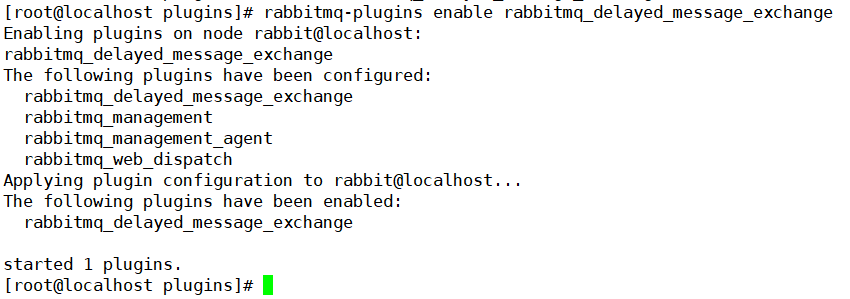 [root@localhost plugins]# rabbitmq-plugins enable rabbitmq_delayed_message_exchange
Enabling plugins on node rabbit@localhost:
rabbitmq_delayed_message_exchange
The following plugins have been configured:
  rabbitmq_delayed_message_exchange
  rabbitmq_management
  rabbitmq_management_agent
  rabbitmq_web_dispatch
Applying plugin configuration to rabbit@localhost...
The following plugins have been enabled:
  rabbitmq_delayed_message_exchange

started 1 plugins.
[root@localhost plugins]#